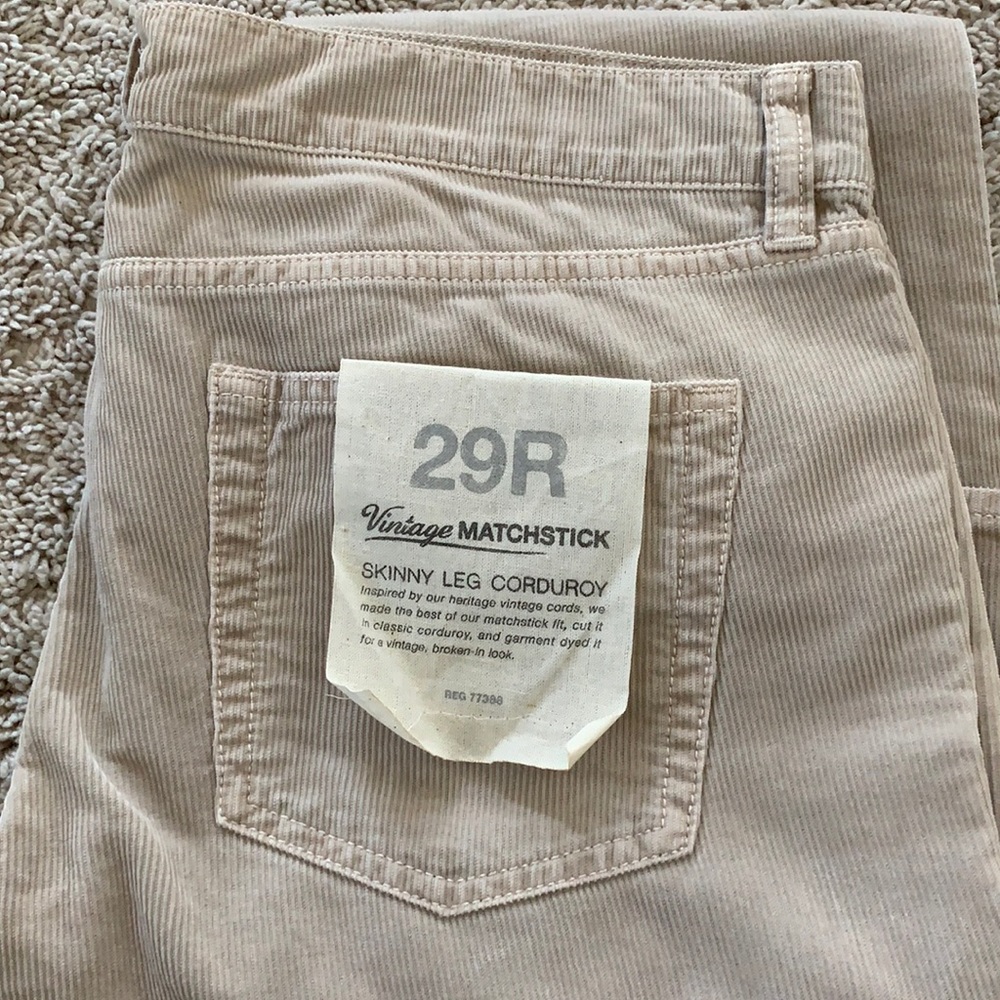 29R
Vintage MATCHSTICK
SKINNY LEG CORDUROY
Inspired by our heritage vintage cords, we
made the best of our matchstick fit, cut it
in classic corduroy, and garment dyed it
for a vintage, broken-in look.
REG 77388